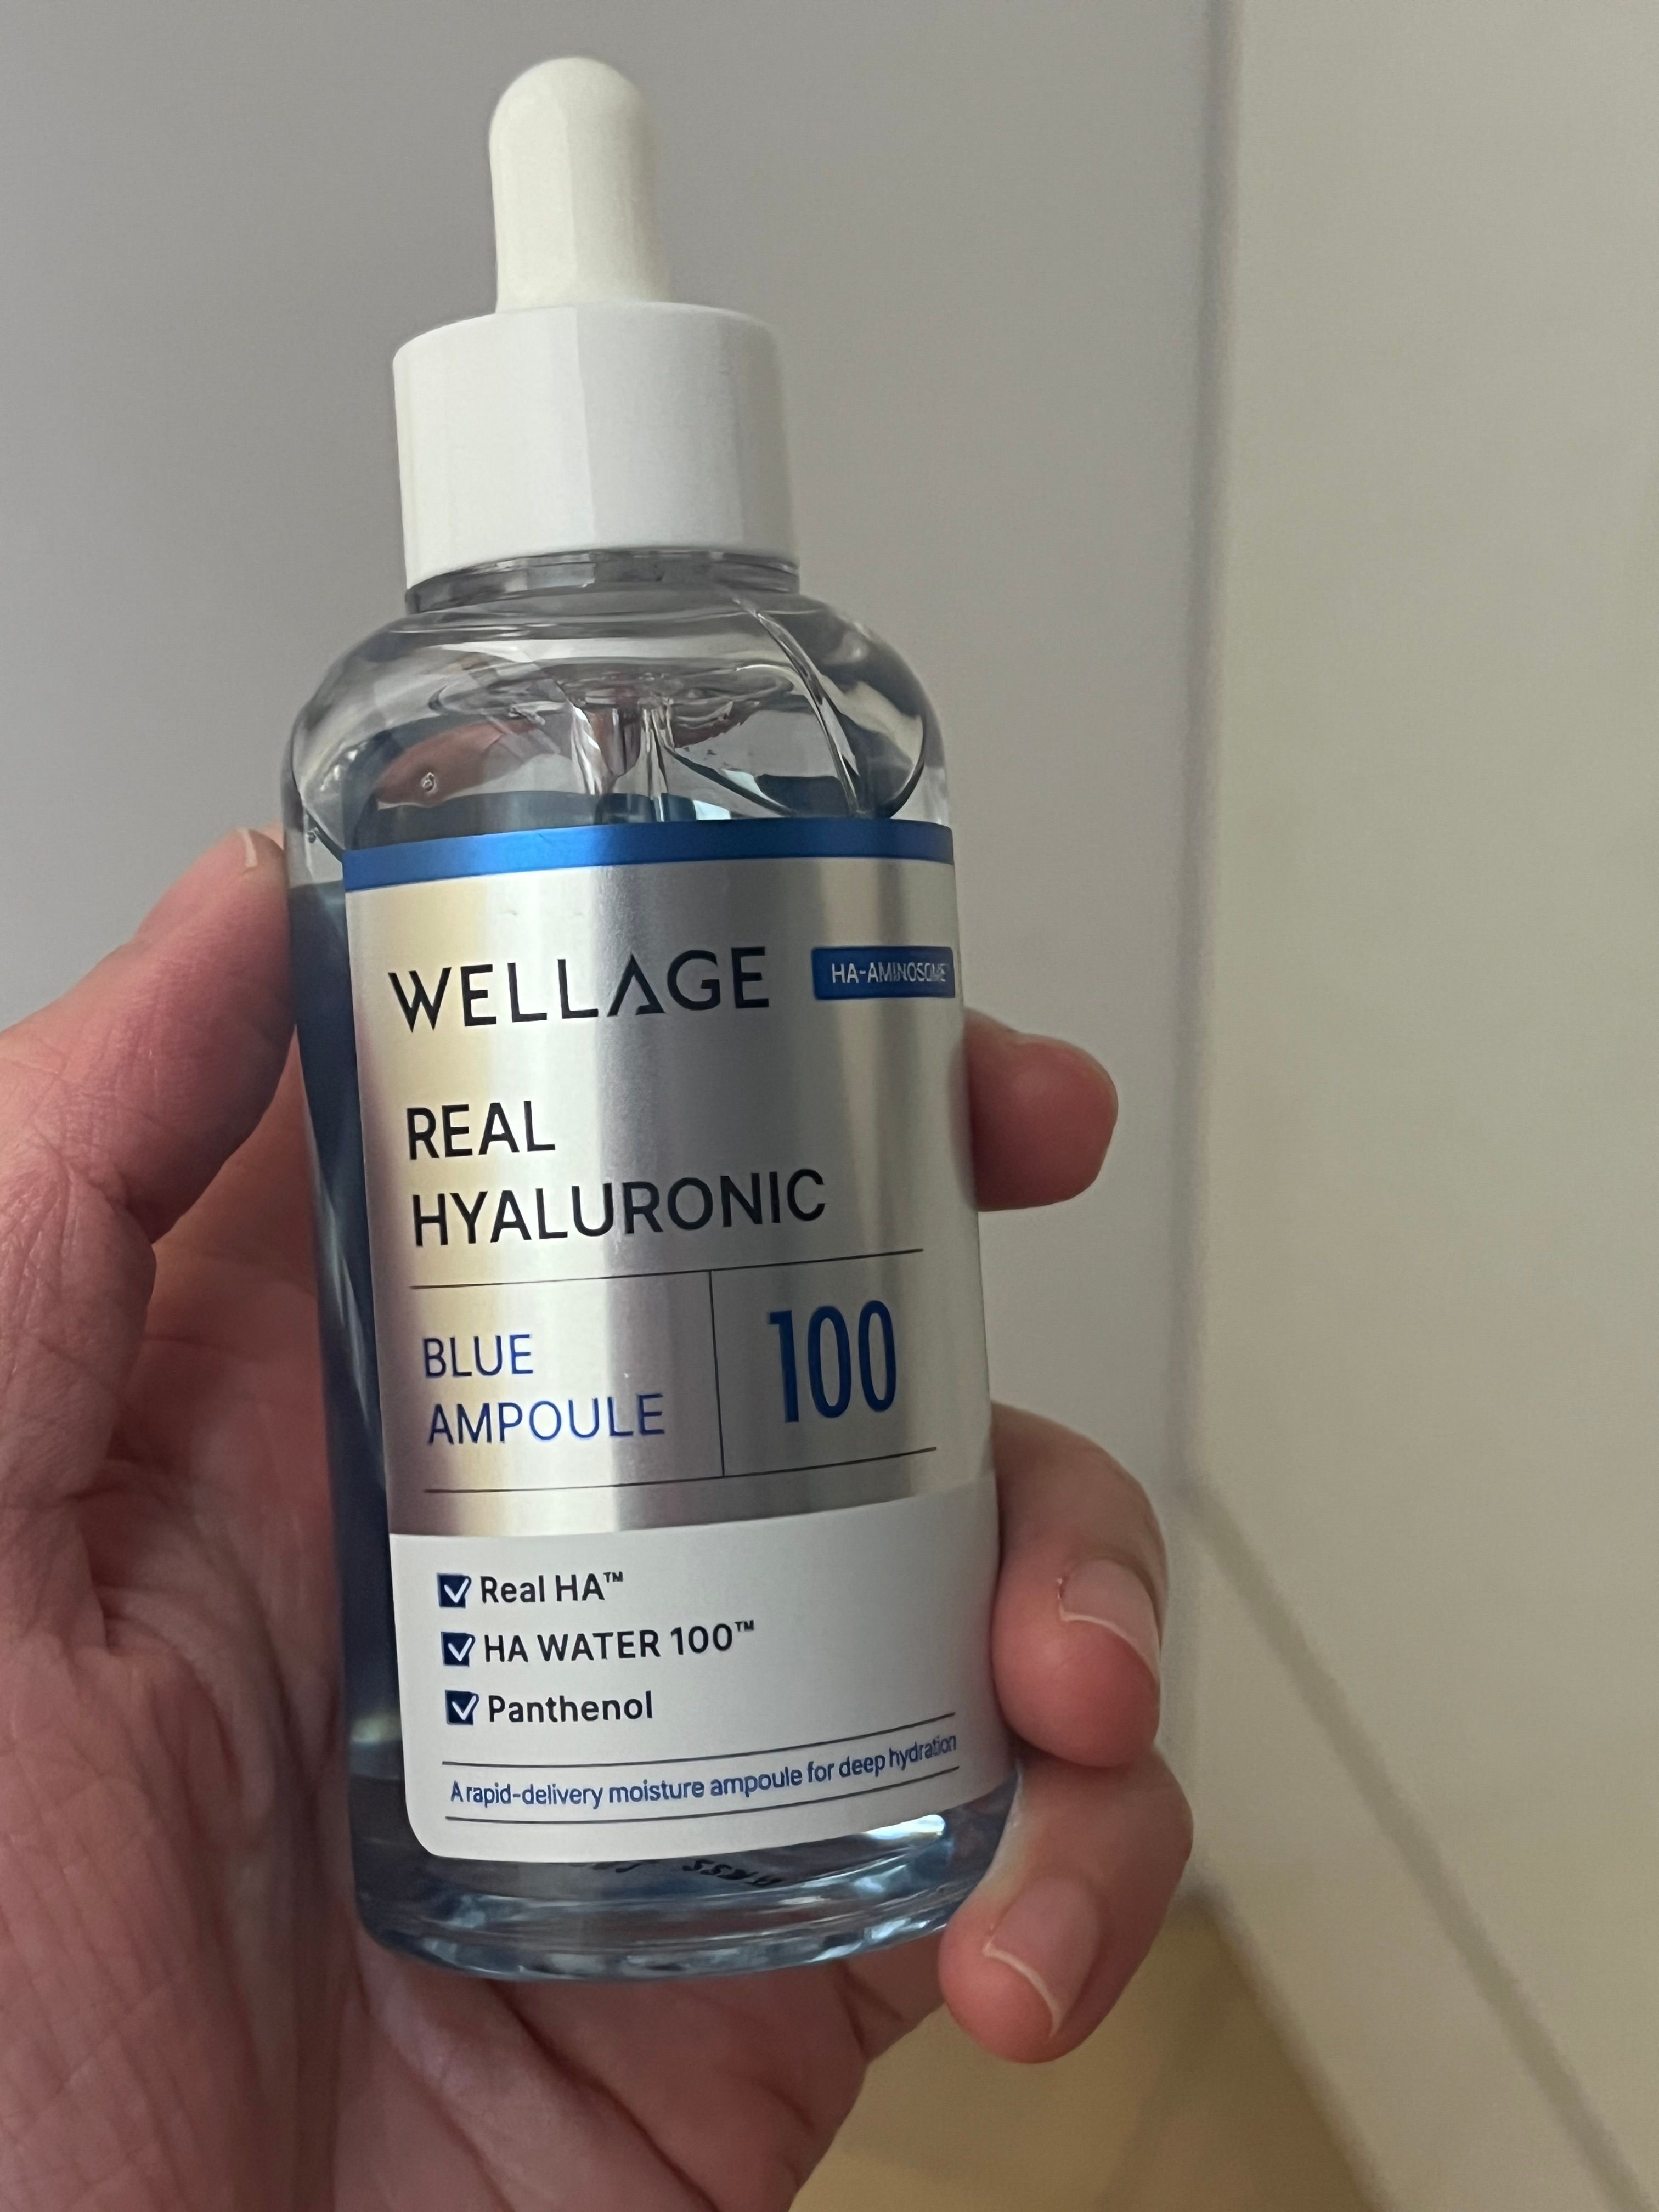 WELLAGE
HA-AMINOSOME
REAL
HYALURONIC
BLUE
AMPOULE
100
Real HA™
HA WATER 100™
Panthenol
A rapid-delivery moisture ampoule for deep hydration